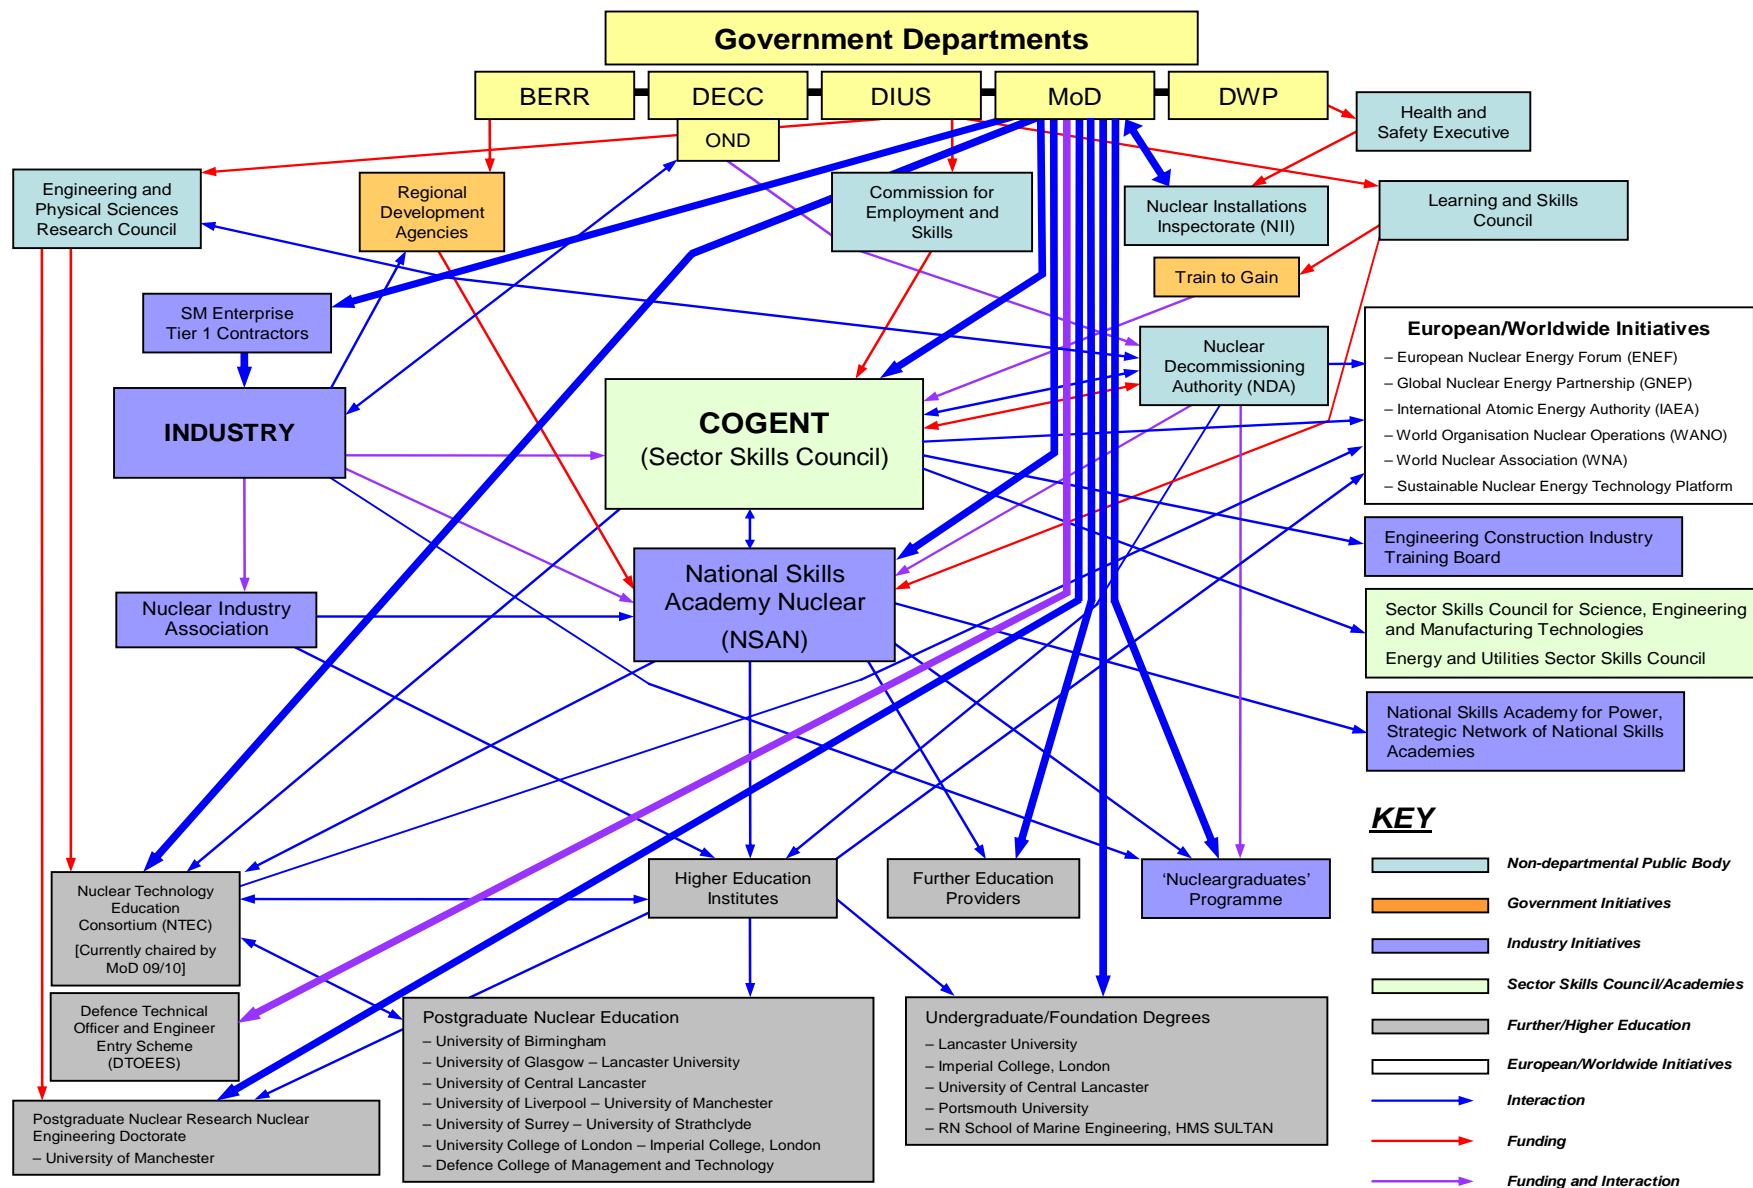 Government Departments
BERR
DECC
DIUS
MoD
DWP
OND
Health and
Safety Executive
Engineering and
Physical Sciences
Research Council
Regional
Development
Agencies
Commission for
Employment and
Skills
Nuclear Installations
Inspectorate (NII)
Learning and Skills
Council
Train to Gain
SM Enterprise
Tier 1 Contractors
Nuclear
Decommissioning
Authority (NDA)
European/Worldwide Initiatives
– European Nuclear Energy Forum (ENEF)
– Global Nuclear Energy Partnership (GNEP)
– International Atomic Energy Authority (IAEA)
– World Organisation Nuclear Operations (WANO)
– World Nuclear Association (WNA)
– Sustainable Nuclear Energy Technology Platform
INDUSTRY
COGENT
(Sector Skills Council)
Engineering Construction Industry
Training Board
National Skills
Academy Nuclear
(NSAN)
Nuclear Industry
Association
Sector Skills Council for Science, Engineering
and Manufacturing Technologies
Energy and Utilities Sector Skills Council
National Skills Academy for Power,
Strategic Network of National Skills
Academies
Nuclear Technology
Education
Consortium (NTEC)
[Currently chaired by
MoD 09/10]
Higher Education
Institutes
Further Education
Providers
‘Nucleargraduates’
Programme
Defence Technical
Officer and Engineer
Entry Scheme
(DTOEES)
Postgraduate Nuclear Research Nuclear
Engineering Doctorate
– University of Manchester
Postgraduate Nuclear Education
– University of Birmingham
– University of Glasgow – Lancaster University
– University of Central Lancaster
– University of Liverpool – University of Manchester
– University of Surrey – University of Strathclyde
– University College of London – Imperial College, London
– Defence College of Management and Technology
Undergraduate/Foundation Degrees
– Lancaster University
– Imperial College, London
– University of Central Lancaster
– Portsmouth University
– RN School of Marine Engineering, HMS SULTAN
KEY
Non-departmental Public Body
Government Initiatives
Industry Initiatives
Sector Skills Council/Academies
Further/Higher Education
European/Worldwide Initiatives
Interaction
Funding
Funding and Interaction